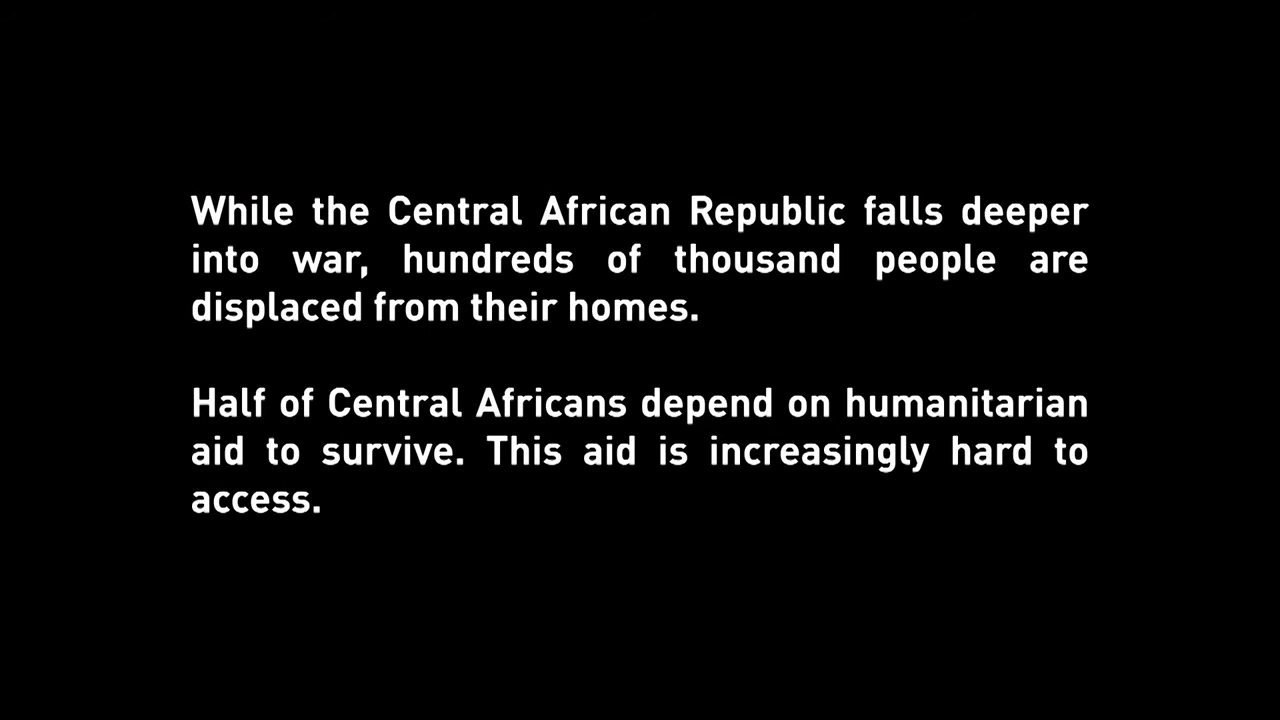 While the Central African Republic falls deeper
into war, hundreds of thousand people are
displaced from their homes.
Half of Central Africans depend on humanitarian
aid to survive. This aid is increasingly hard to
access.